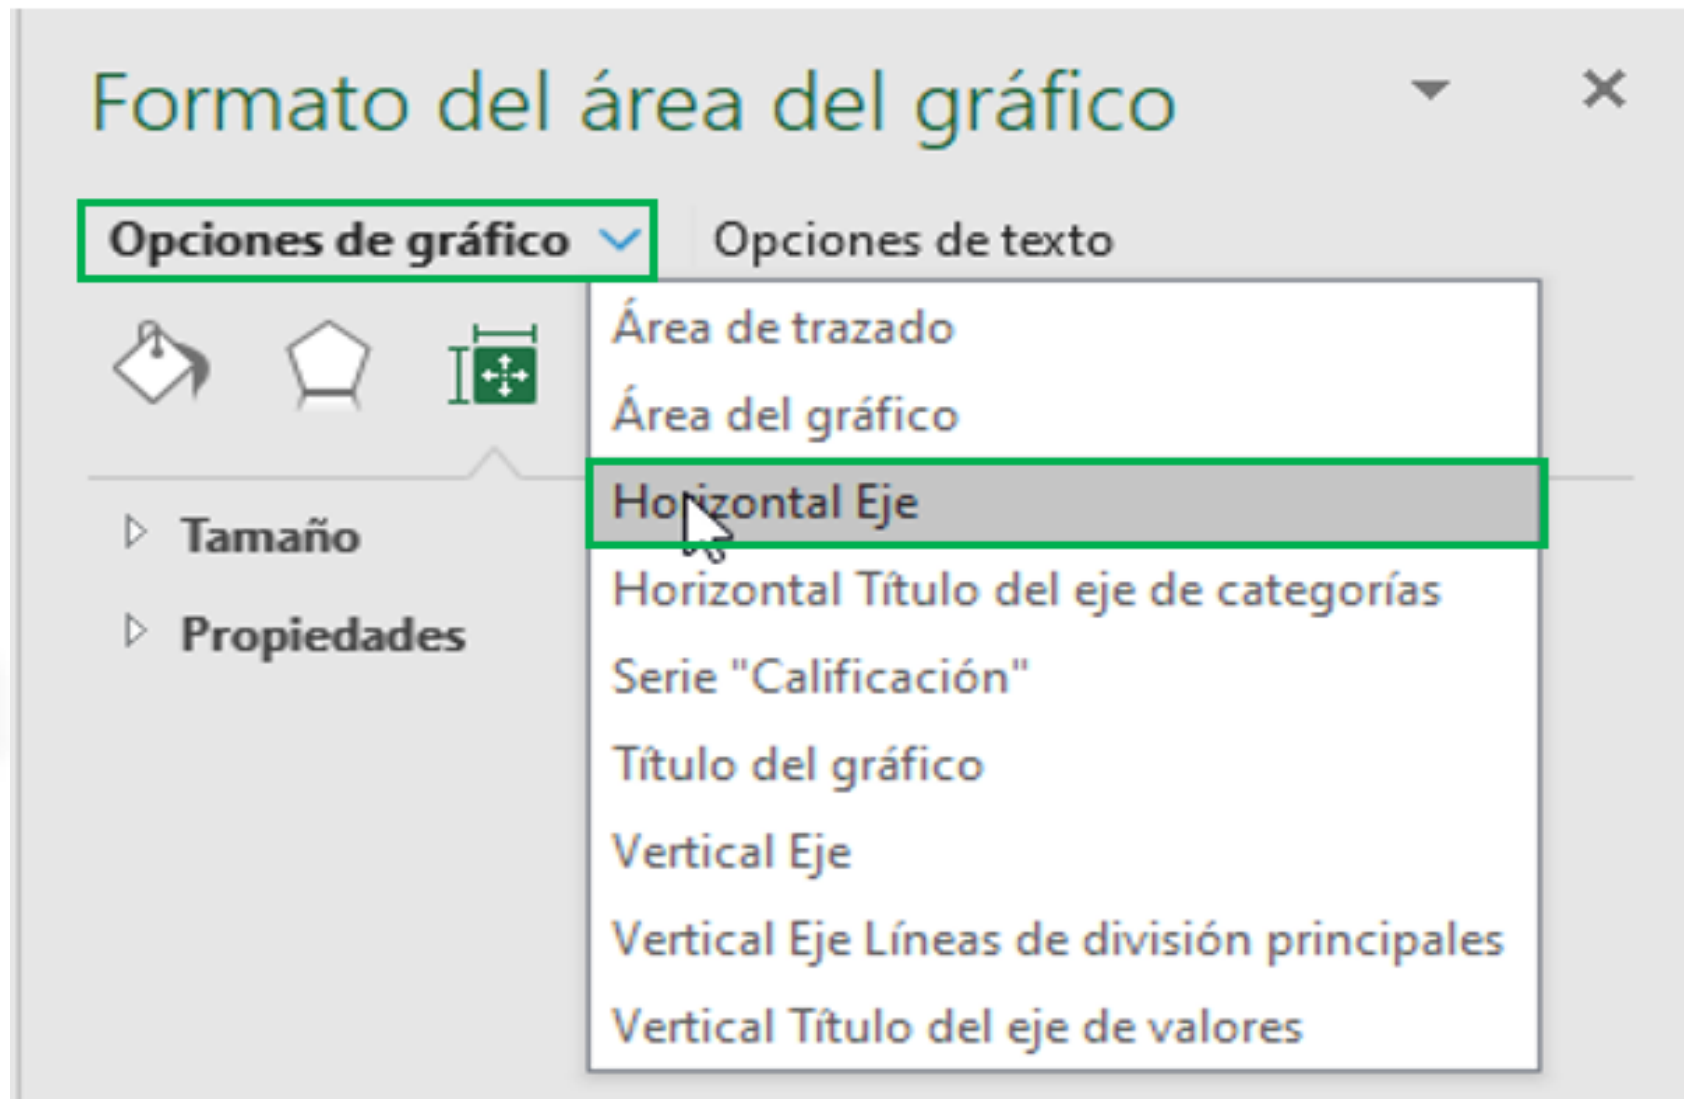 Formato del área del gráfico
Opciones de gráfico Opciones de texto
Área de trazado
Área del gráfico
Horizontal Eje
Horizontal Título del eje de categorías
Serie "Calificación"
Título del gráfico
Vertical Eje
Vertical Eje Líneas de división principales
Vertical Título del eje de valores
Tamaño
Propiedades